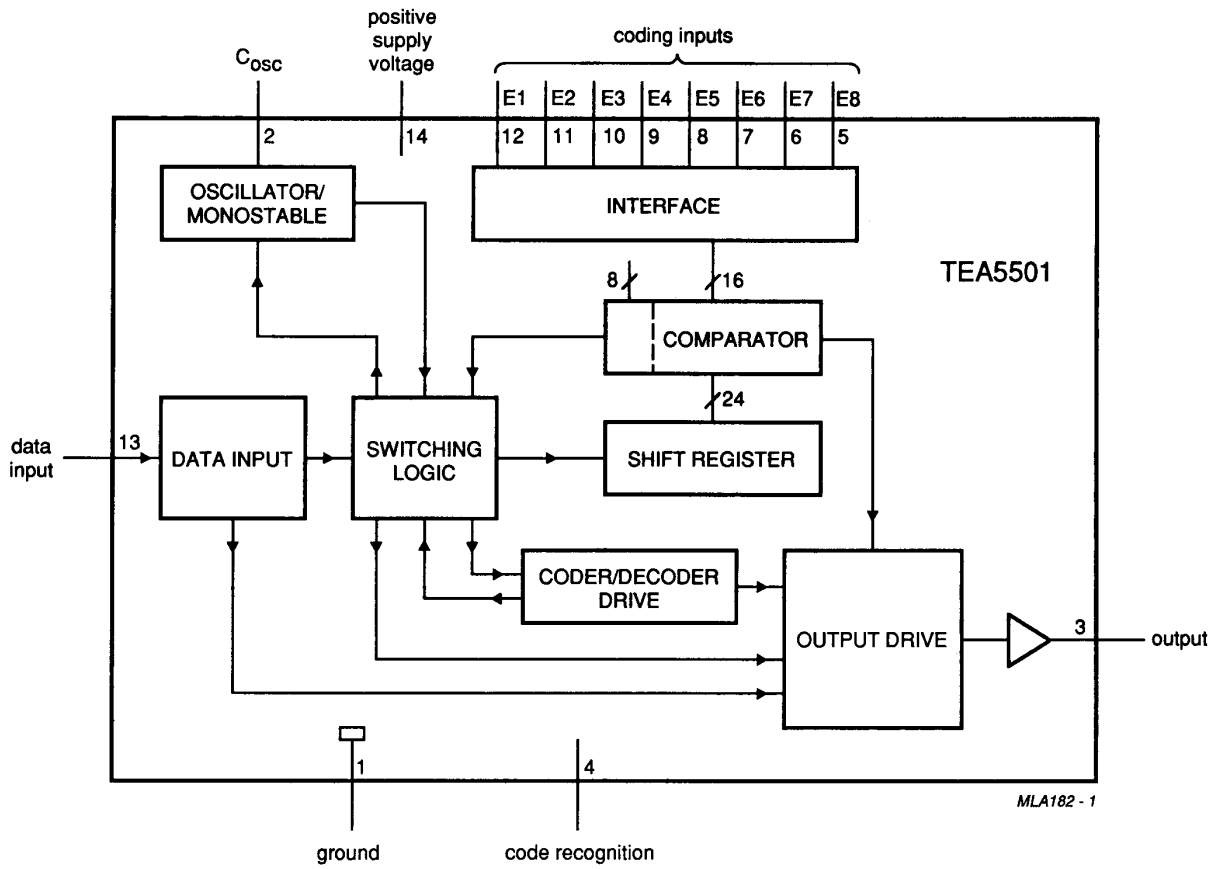 positive
supply
voltage
coding inputs
Cosc
E1 E2 E3 E4 E5 E6 E7 E8
2 14 12 11 10 9 8 7 6 5
OSCILLATOR/
MONOSTABLE
INTERFACE
TEA5501
8 16
COMPARATOR
24
data
input
13
DATA INPUT
SWITCHING
LOGIC
SHIFT REGISTER
CODER/DECODER
DRIVE
OUTPUT DRIVE
3
output
1 4
MLA182 - 1
ground
code recognition